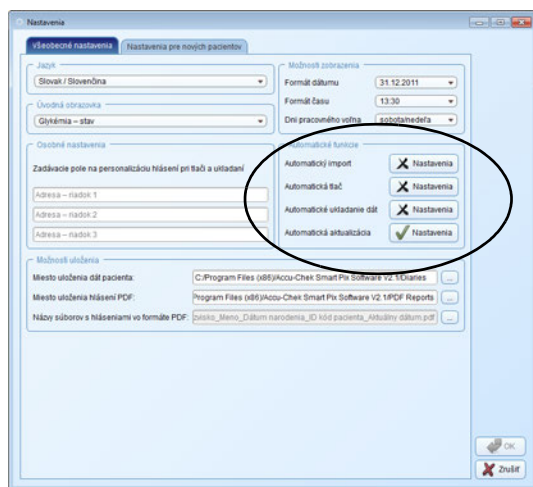 Nastavenia
Všeobecné nastavenia
Nastavenia pre nových pacientov
Jazyk
Slovak / Slovenčina
Úvodná obrazovka
Glykémia – stav
Možnosti zobrazenia
Formát dátumu 31.12.2011
Formát času 13:30
Dni pracovného voľna sobota/nedeľa
Osobné nastavenia
Zadávacie pole na personalizáciu hlásení pri tlači a ukladaní
Adresa – riadok 1
Adresa – riadok 2
Adresa – riadok 3
Automatické funkcie
Automatický import Nastavenia
Automatická tlač Nastavenia
Automatické ukladanie dát Nastavenia
Automatická aktualizácia Nastavenia
Možnosti uloženia
Miesto uloženia dát pacienta: C:/Program Files (x86)/Accu-Chek Smart Pix Software V2.1/Diaries ...
Miesto uloženia hlásení PDF: Program Files (x86)/Accu-Chek Smart Pix Software V2.1/PDF Reports ...
Názvy súborov s hláseniami vo formáte PDF: zvisko_Meno_Dátum narodenia_ID kód pacienta_Aktuálny dátum.pdf ...
OK
Zrušiť